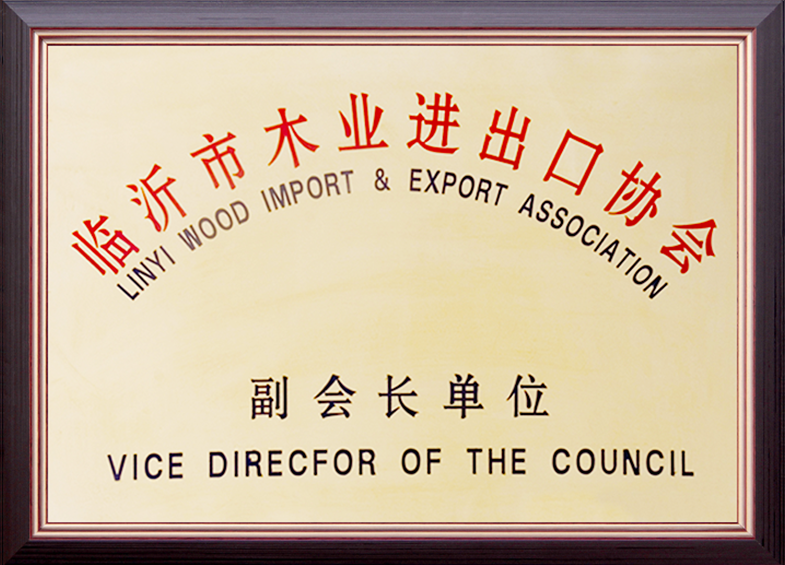 临沂市木业进出口协会
LINYI WOOD IMPORT & EXPORT ASSOCIATION
副会长单位
VICE DIRECFOR OF THE COUNCIL